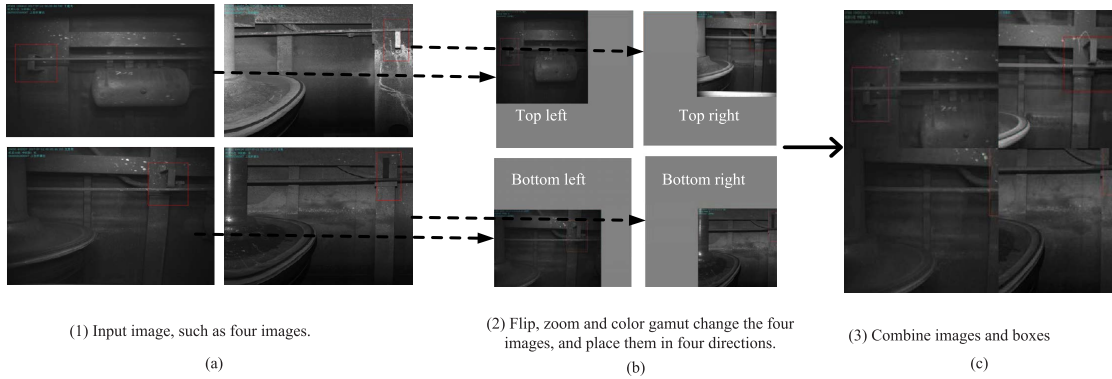 Top left
Top right
Bottom left
Bottom right
(1) Input image, such as four images.
(2) Flip, zoom and color gamut change the four
images, and place them in four directions.
(3) Combine images and boxes
(a)
(b)
(c)